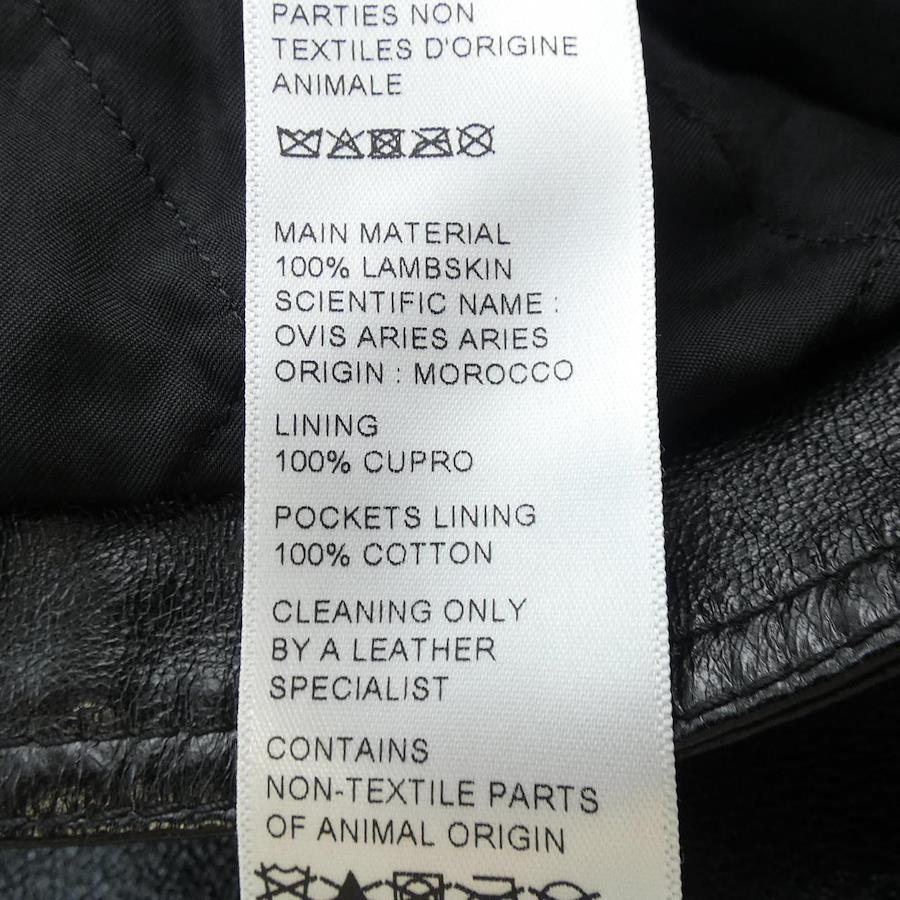 PARTIES NON
TEXTILES D'ORIGINE
ANIMALE
MAIN MATERIAL
100% LAMBSKIN
SCIENTIFIC NAME :
OVIS ARIES ARIES
ORIGIN : MOROCCO
LINING
100% CUPRO
POCKETS LINING
100% COTTON
CLEANING ONLY
BY A LEATHER
SPECIALIST
CONTAINS
NON-TEXTILE PARTS
OF ANIMAL ORIGIN